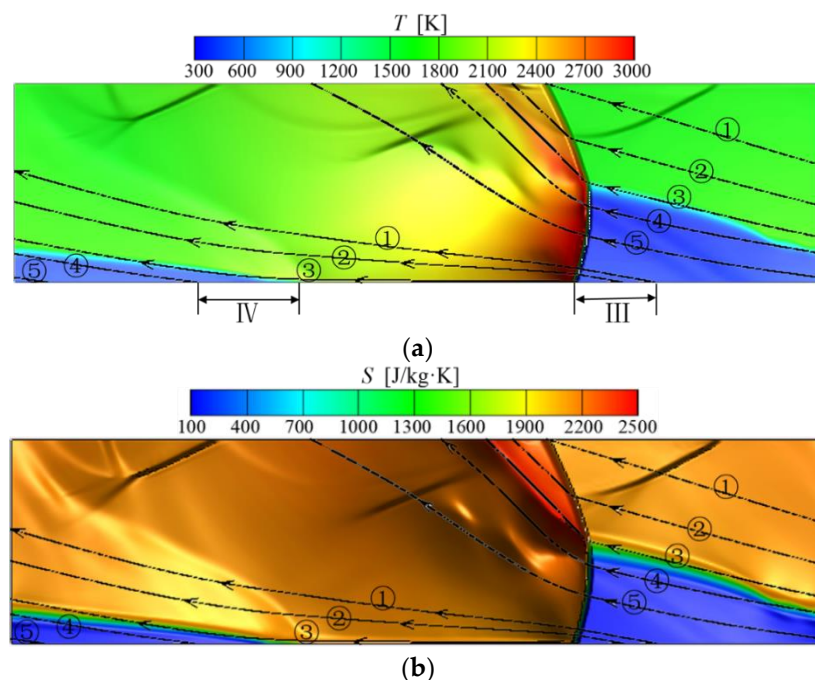 T [K]
300 600 900 1200 1500 1800 2100 2400 2700 3000
①
②
③
④
⑤
①
②
③
④
⑤
IV
III
(a)
S [J/kg·K]
100 400 700 1000 1300 1600 1900 2200 2500
①
②
③
④
⑤
①
②
③
④
⑤
(b)